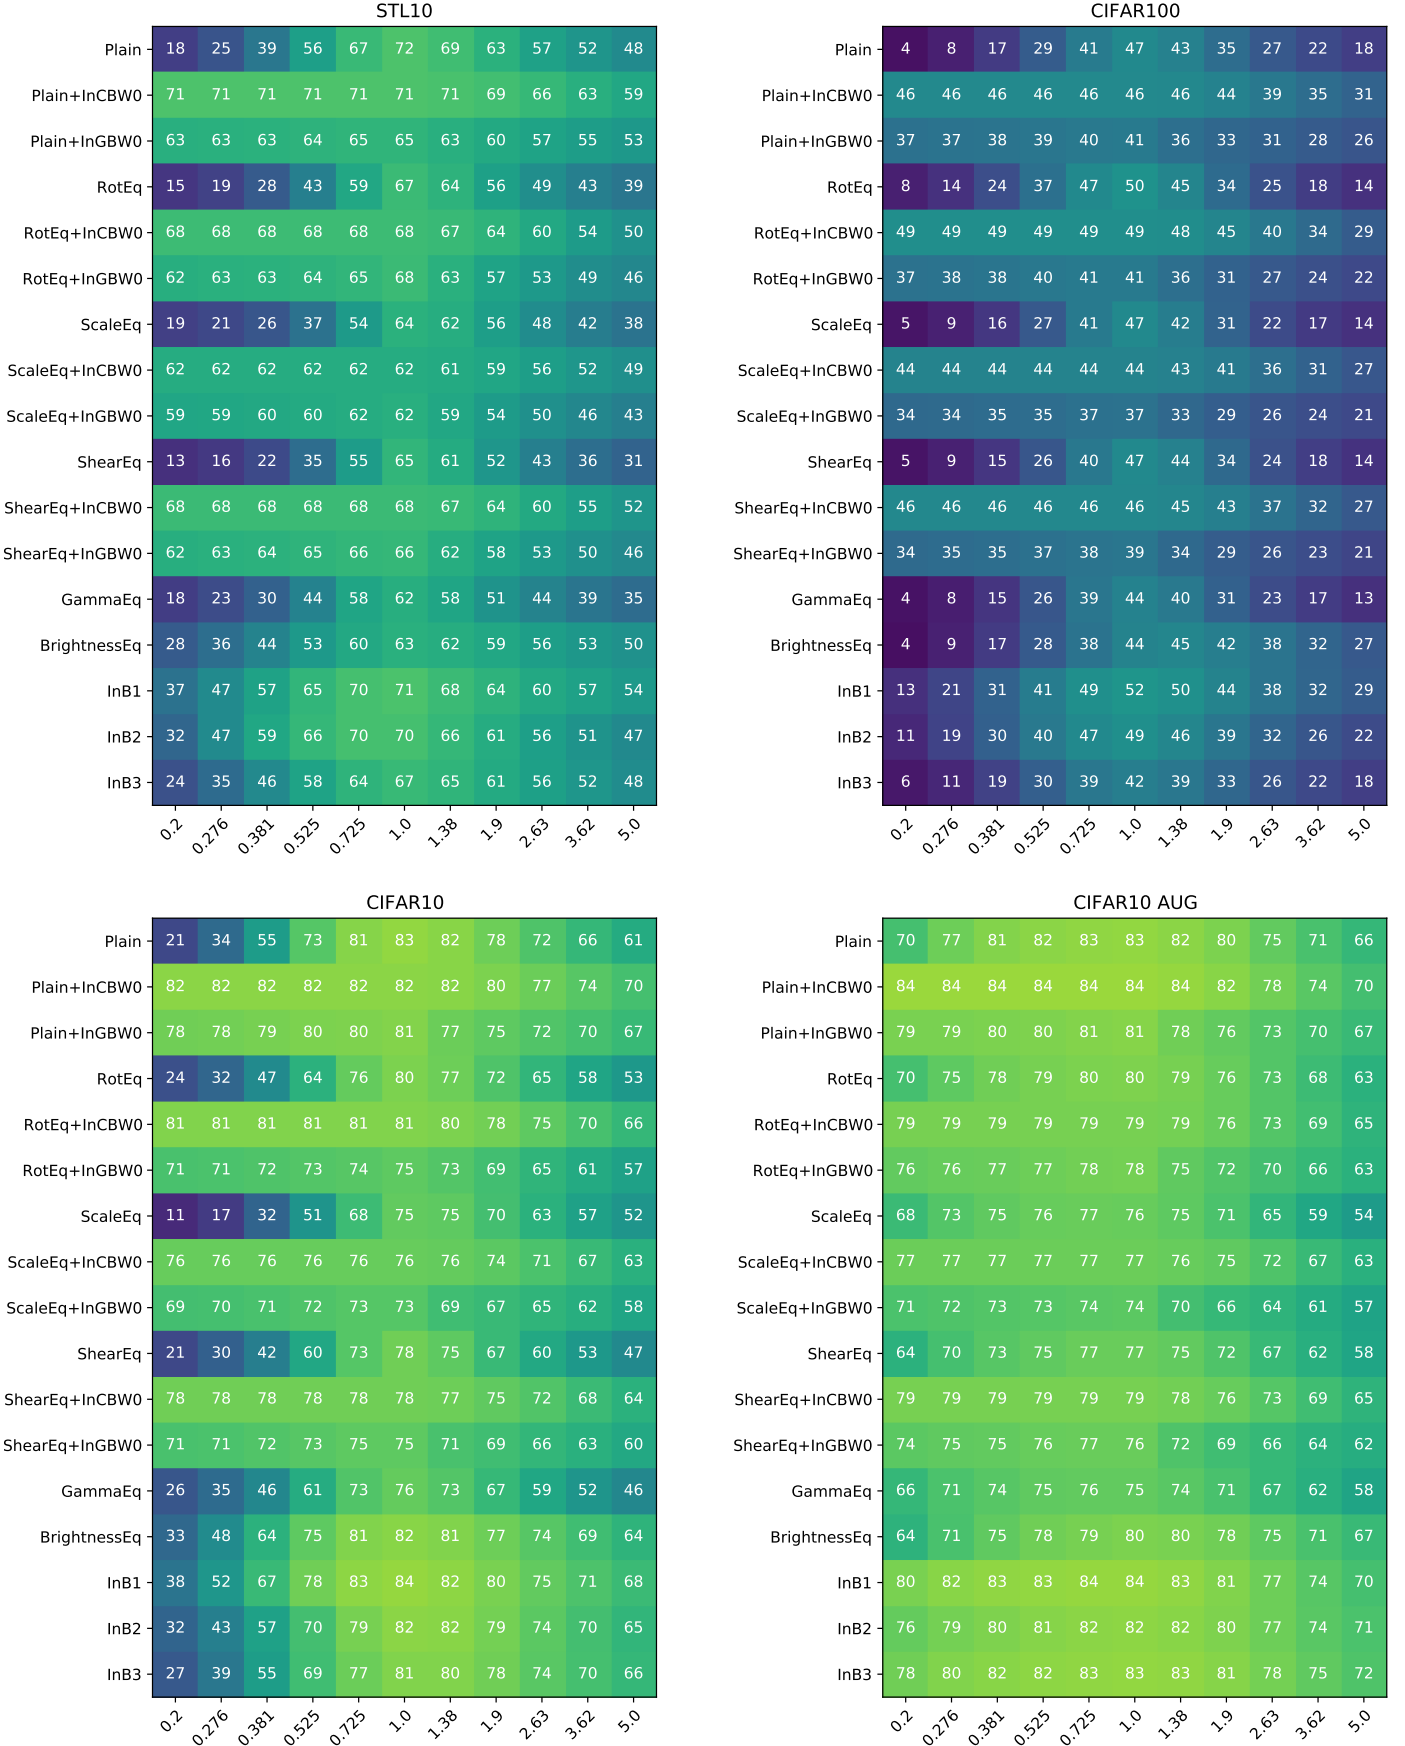 STL10
Plain 18 25 39 56 67 72 69 63 57 52 48
Plain+InCBW0 71 71 71 71 71 71 71 69 66 63 59
Plain+InGBW0 63 63 63 64 65 65 63 60 57 55 53
RotEq 15 19 28 43 59 67 64 56 49 43 39
RotEq+InCBW0 68 68 68 68 68 68 67 64 60 54 50
RotEq+InGBW0 62 63 63 64 65 68 63 57 53 49 46
ScaleEq 19 21 26 37 54 64 62 56 48 42 38
ScaleEq+InCBW0 62 62 62 62 62 62 61 59 56 52 49
ScaleEq+InGBW0 59 59 60 60 62 62 59 54 50 46 43
ShearEq 13 16 22 35 55 65 61 52 43 36 31
ShearEq+InCBW0 68 68 68 68 68 68 67 64 60 55 52
ShearEq+InGBW0 62 63 64 65 66 66 62 58 53 50 46
GammaEq 18 23 30 44 58 62 58 51 44 39 35
BrightnessEq 28 36 44 53 60 63 62 59 56 53 50
InB1 37 47 57 65 70 71 68 64 60 57 54
InB2 32 47 59 66 70 70 66 61 56 51 47
InB3 24 35 46 58 64 67 65 61 56 52 48
0.2 0.276 0.381 0.525 0.725 1.0 1.38 1.9 2.63 3.62 5.0
CIFAR100
Plain 4 8 17 29 41 47 43 35 27 22 18
Plain+InCBW0 46 46 46 46 46 46 46 44 39 35 31
Plain+InGBW0 37 37 38 39 40 41 36 33 31 28 26
RotEq 8 14 24 37 47 50 45 34 25 18 14
RotEq+InCBW0 49 49 49 49 49 49 48 45 40 34 29
RotEq+InGBW0 37 38 38 40 41 41 36 31 27 24 22
ScaleEq 5 9 16 27 41 47 42 31 22 17 14
ScaleEq+InCBW0 44 44 44 44 44 44 43 41 36 31 27
ScaleEq+InGBW0 34 34 35 35 37 37 33 29 26 24 21
ShearEq 5 9 15 26 40 47 44 34 24 18 14
ShearEq+InCBW0 46 46 46 46 46 46 45 43 37 32 27
ShearEq+InGBW0 34 35 35 37 38 39 34 29 26 23 21
GammaEq 4 8 15 26 39 44 40 31 23 17 13
BrightnessEq 4 9 17 28 38 44 45 42 38 32 27
InB1 13 21 31 41 49 52 50 44 38 32 29
InB2 11 19 30 40 47 49 46 39 32 26 22
InB3 6 11 19 30 39 42 39 33 26 22 18
0.2 0.276 0.381 0.525 0.725 1.0 1.38 1.9 2.63 3.62 5.0
CIFAR10
Plain 21 34 55 73 81 83 82 78 72 66 61
Plain+InCBW0 82 82 82 82 82 82 82 80 77 74 70
Plain+InGBW0 78 78 79 80 80 81 77 75 72 70 67
RotEq 24 32 47 64 76 80 77 72 65 58 53
RotEq+InCBW0 81 81 81 81 81 81 80 78 75 70 66
RotEq+InGBW0 71 71 72 73 74 75 73 69 65 61 57
ScaleEq 11 17 32 51 68 75 75 70 63 57 52
ScaleEq+InCBW0 76 76 76 76 76 76 76 74 71 67 63
ScaleEq+InGBW0 69 70 71 72 73 73 69 67 65 62 58
ShearEq 21 30 42 60 73 78 75 67 60 53 47
ShearEq+InCBW0 78 78 78 78 78 78 77 75 72 68 64
ShearEq+InGBW0 71 71 72 73 75 75 71 69 66 63 60
GammaEq 26 35 46 61 73 76 73 67 59 52 46
BrightnessEq 33 48 64 75 81 82 81 77 74 69 64
InB1 38 52 67 78 83 84 82 80 75 71 68
InB2 32 43 57 70 79 82 82 79 74 70 65
InB3 27 39 55 69 77 81 80 78 74 70 66
0.2 0.276 0.381 0.525 0.725 1.0 1.38 1.9 2.63 3.62 5.0
CIFAR10 AUG
Plain 70 77 81 82 83 83 82 80 75 71 66
Plain+InCBW0 84 84 84 84 84 84 84 82 78 74 70
Plain+InGBW0 79 79 80 80 81 81 78 76 73 70 67
RotEq 70 75 78 79 80 80 79 76 73 68 63
RotEq+InCBW0 79 79 79 79 79 79 79 76 73 69 65
RotEq+InGBW0 76 76 77 77 78 78 75 72 70 66 63
ScaleEq 68 73 75 76 77 76 75 71 65 59 54
ScaleEq+InCBW0 77 77 77 77 77 77 76 75 72 67 63
ScaleEq+InGBW0 71 72 73 73 74 74 70 66 64 61 57
ShearEq 64 70 73 75 77 77 75 72 67 62 58
ShearEq+InCBW0 79 79 79 79 79 79 78 76 73 69 65
ShearEq+InGBW0 74 75 75 76 77 76 72 69 66 64 62
GammaEq 66 71 74 75 76 75 74 71 67 62 58
BrightnessEq 64 71 75 78 79 80 80 78 75 71 67
InB1 80 82 83 83 84 84 83 81 77 74 70
InB2 76 79 80 81 82 82 82 80 77 74 71
InB3 78 80 82 82 83 83 83 81 78 75 72
0.2 0.276 0.381 0.525 0.725 1.0 1.38 1.9 2.63 3.62 5.0